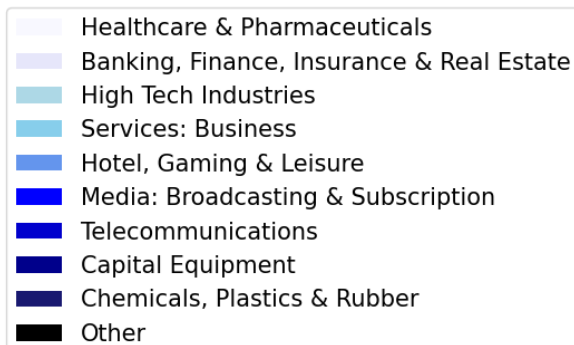 Healthcare & Pharmaceuticals
Banking, Finance, Insurance & Real Estate
High Tech Industries
Services: Business
Hotel, Gaming & Leisure
Media: Broadcasting & Subscription
Telecommunications
Capital Equipment
Chemicals, Plastics & Rubber
Other